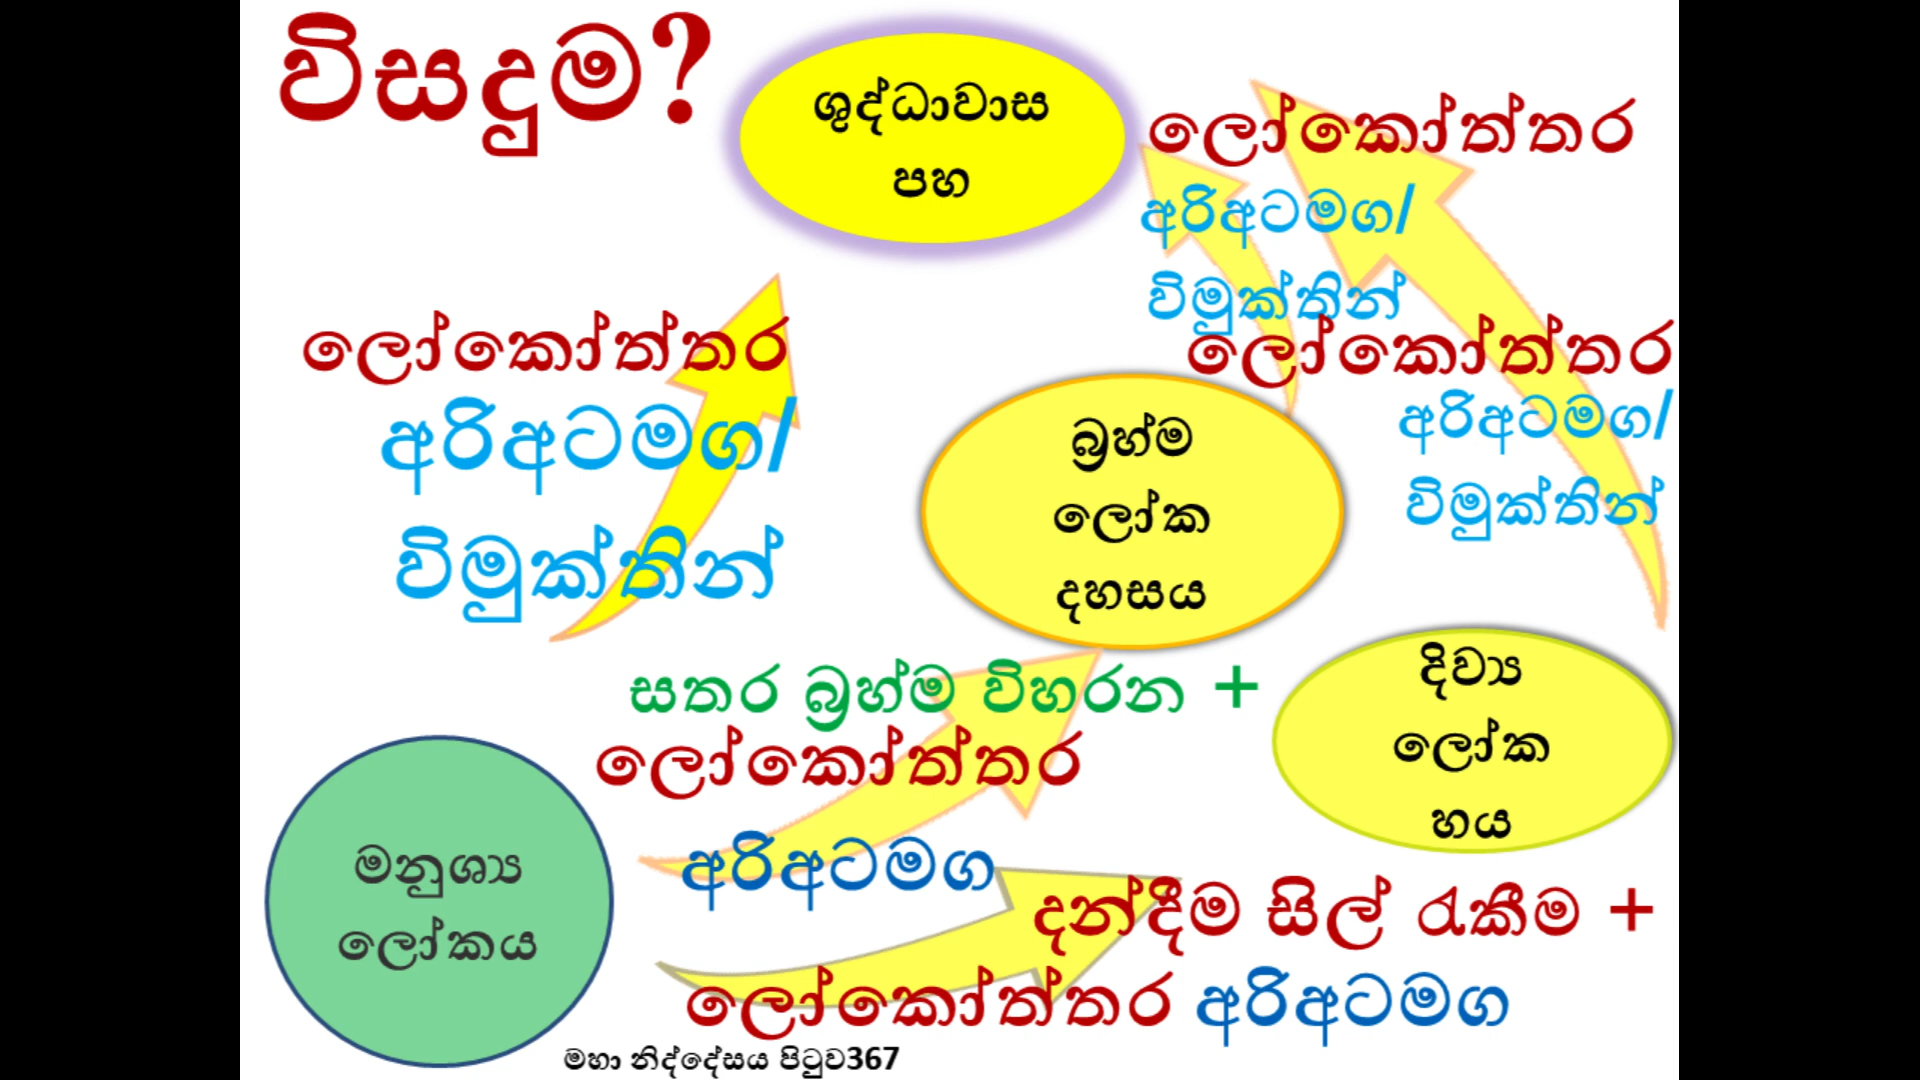 විසදුම?
ශුද්ධාවාස
පහ
ලෝකෝත්තර
අරිඅටමග/
විමුක්තින්
ලෝකෝත්තර
අරිඅටමග/
විමුක්තින්
ලෝකෝත්තර
අරිඅටමග/
විමුක්තින්
බ්‍රහ්ම
ලෝක
දහසය
සතර බ්‍රහ්ම විහරන +
ලෝකෝත්තර
අරිඅටමග
දිව්‍ය
ලෝක
හය
මනුශ්‍ය
ලෝකය
දන්දීම සිල් රැකීම +
ලෝකෝත්තර අරිඅටමග
මහා නිද්දේසය පිටුව367